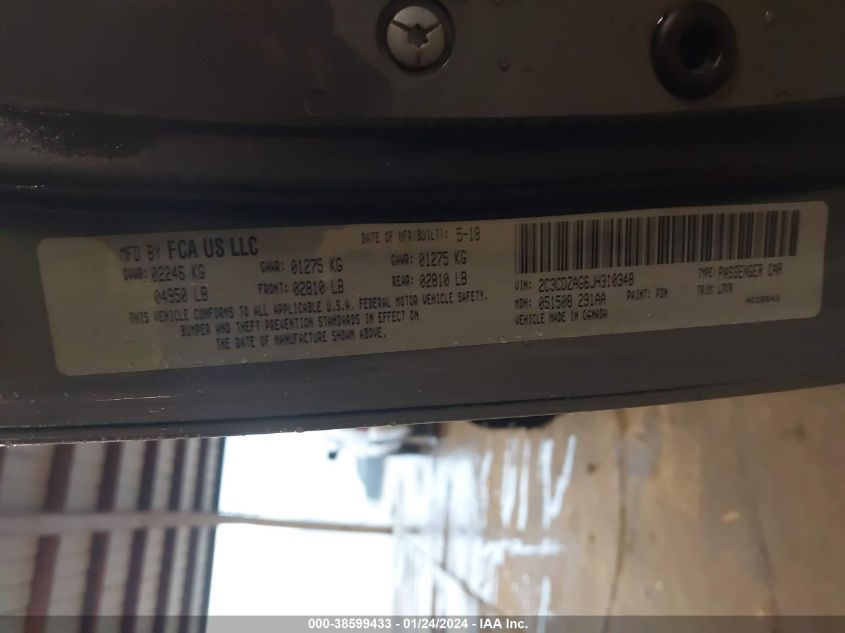 MFD BY FCA US LLC
DATE OF MFR(BUILT): 5-18
GVWR: 02246 KG
04950 LB
GAWR: 01275 KG
FRONT: 02810 LB
GAWR: 01275 KG
REAR: 02810 LB
THIS VEHICLE CONFORMS TO ALL APPLICABLE U.S.A. FEDERAL MOTOR VEHICLE SAFETY.
BUMPER AND THEFT PREVENTION STANDARDS IN EFFECT ON
THE DATE OF MANUFACTURE SHOWN ABOVE.
VIN: 2C3CDZAG6JH310348
TYPE: PASSENGER CAR
MDH: 051508 291AA
PAINT: PDN
TRIM:
VEHICLE MADE IN CANADA
000-38599433 - 01/24/2024 - IAA Inc.